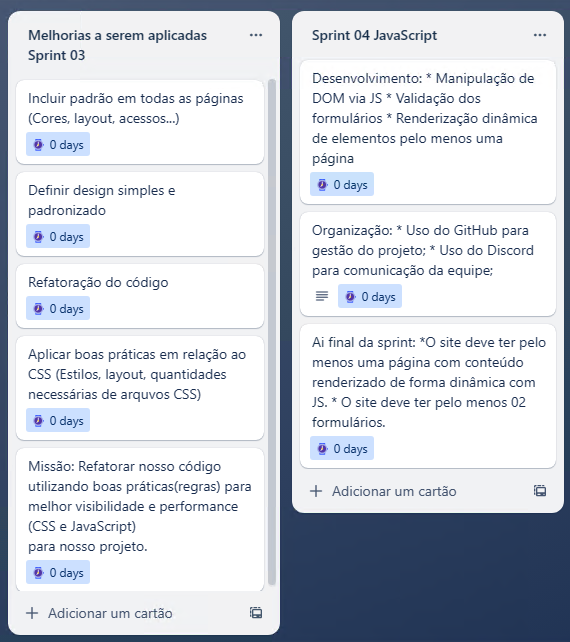 Melhorias a serem aplicadas
Sprint 03
Incluir padrão em todas as páginas
(Cores, layout, acessos...)
0 days
Definir design simples e
padronizado
0 days
Refatoração do código
0 days
Aplicar boas práticas em relação ao
CSS (Estilos, layout, quantidades
necessárias de arquvos CSS)
0 days
Missão: Refatorar nosso código
utilizando boas práticas(regras) para
melhor visibilidade e performance
(CSS e JavaScript)
para nosso projeto.
0 days
Adicionar um cartão
Sprint 04 JavaScript
Desenvolvimento: * Manipulação de
DOM via JS * Validação dos
formulários * Renderização dinâmica
de elementos pelo menos uma
página
0 days
Organização: * Uso do GitHub para
gestão do projeto; * Uso do Discord
para comunicação da equipe;
0 days
Ai final da sprint: *O site deve ter pelo
menos uma página com conteúdo
renderizado de forma dinâmica com
JS. * O site deve ter pelo menos 02
formulários.
0 days
Adicionar um cartão